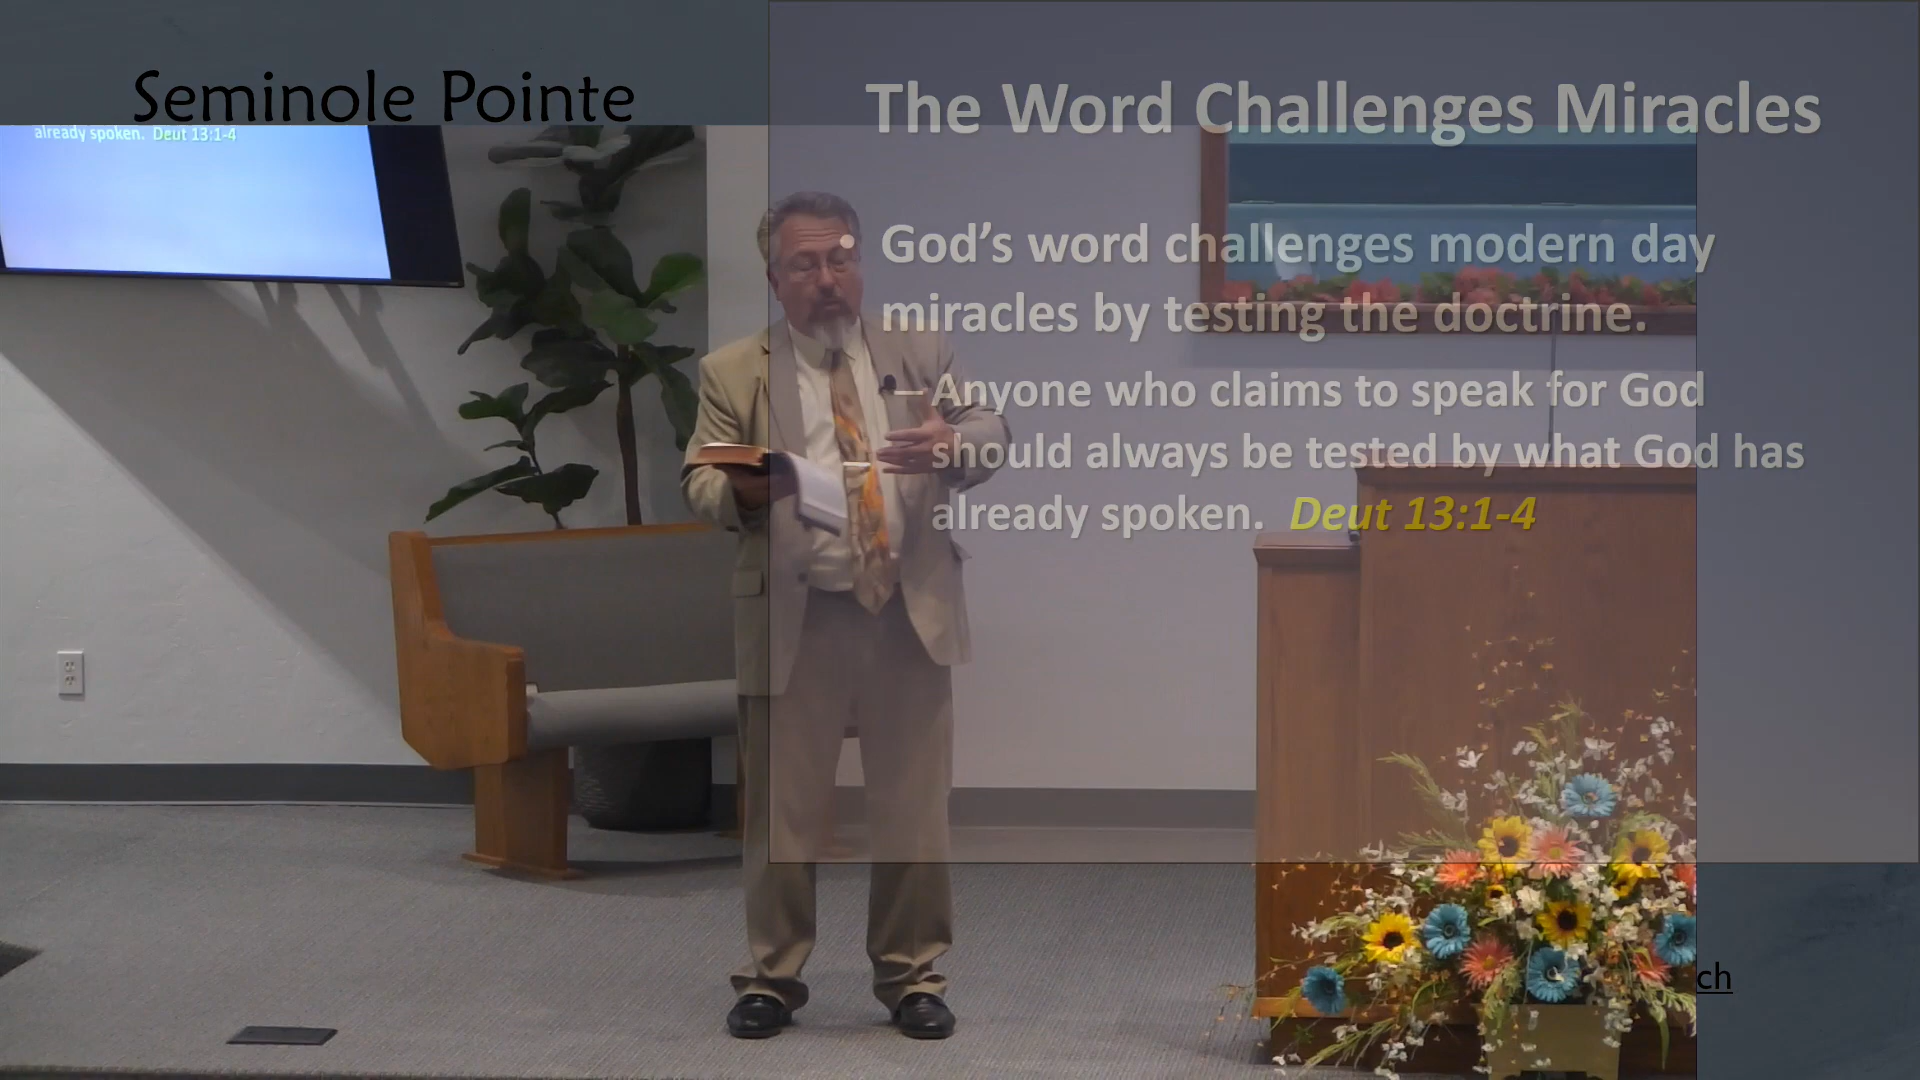 Seminole Pointe
already spoken. Deut 13:1-4
The Word Challenges Miracles
• God's word challenges modern day
miracles by testing the doctrine.
– Anyone who claims to speak for God
should always be tested by what God has
already spoken. Deut 13:1-4
ch